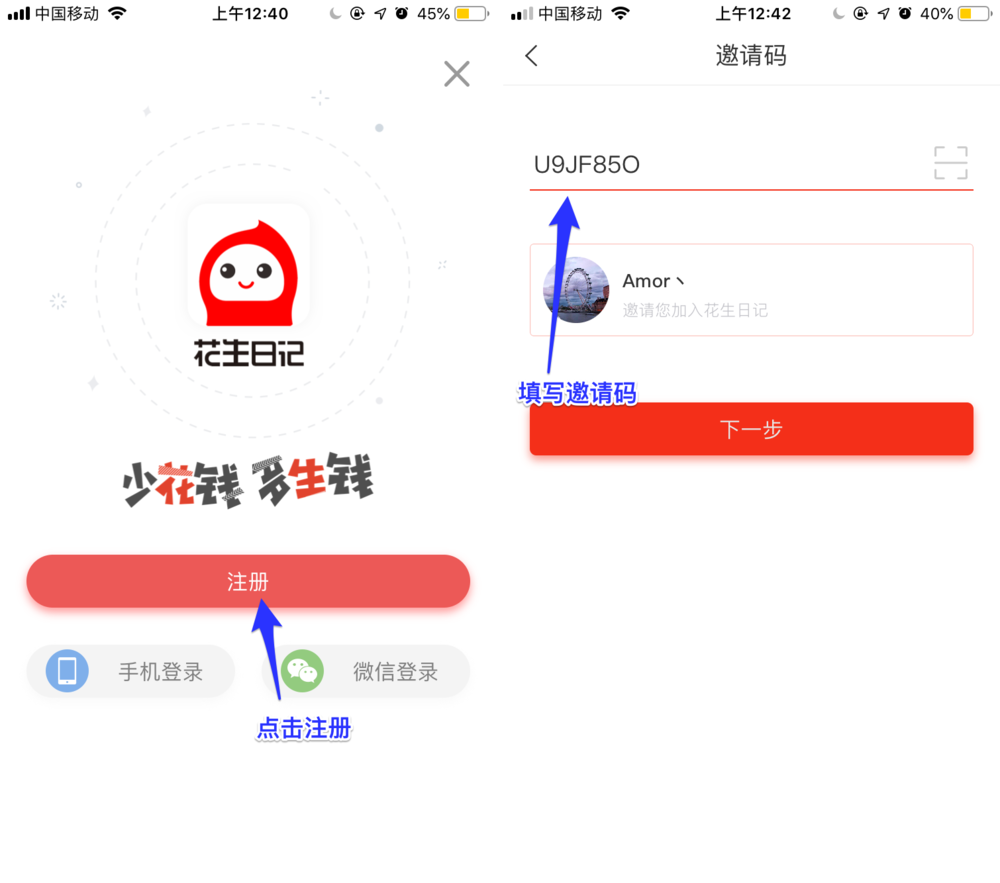 中国移动
上午12:40
45%
花生日记
少花钱 多生钱
注册
手机登录
微信登录
点击注册
中国移动
上午12:42
40%
邀请码
U9JF85O
Amor丶
邀请您加入花生日记
填写邀请码
下一步